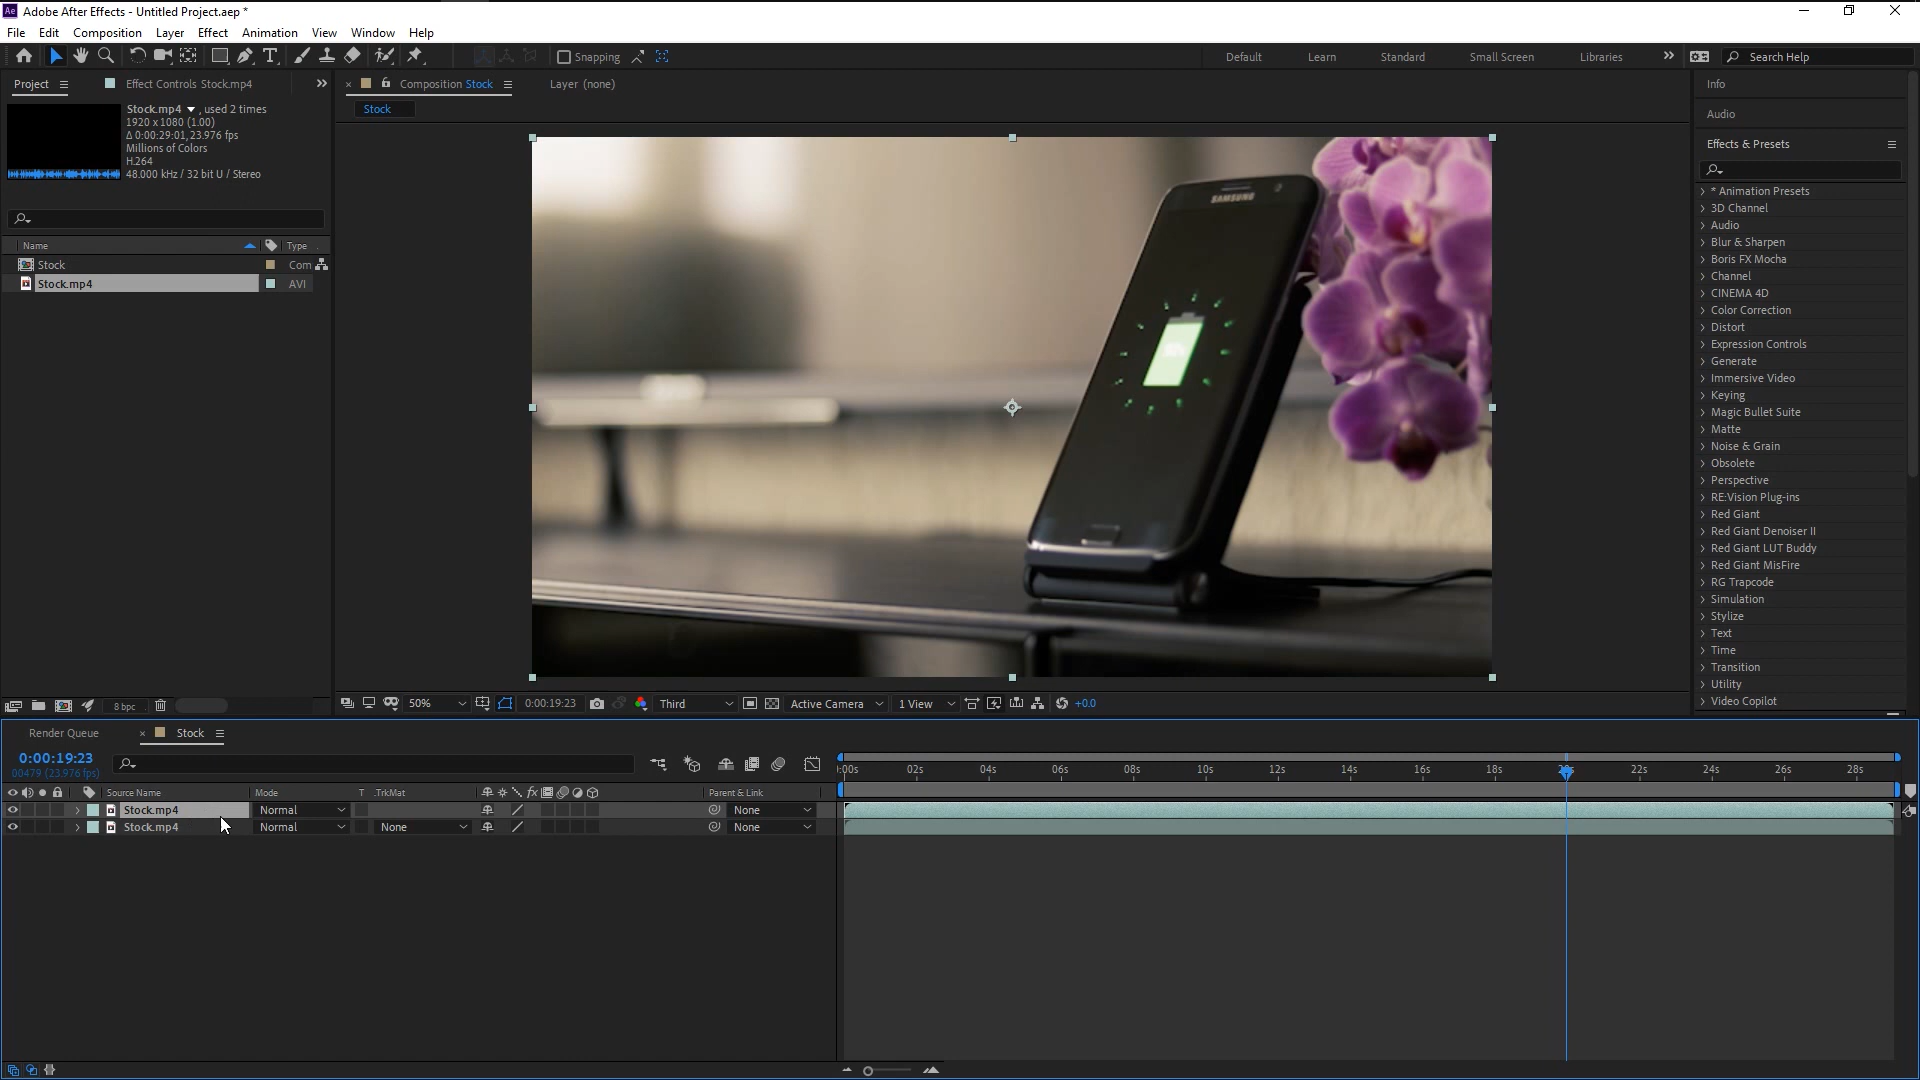 Adobe After Effects - Untitled Project.aep *
File Edit Composition Layer Effect Animation View Window Help
Snapping
Default Learn Standard Small Screen Libraries
Search Help
Project
Effect Controls Stock.mp4
Composition Stock
Layer (none)
Stock
Stock.mp4 , used 2 times
1920 x 1080 (1.00)
Δ 0:00:29:01, 23.976 fps
Millions of Colors
H.264
48.000 kHz / 32 bit U / Stereo
Name Type
Stock Com
Stock.mp4 AVI
8 bpc
SAMSUNG
50% 0:00:19:23 Third Active Camera 1 View +0.0
Info
Audio
Effects & Presets
* Animation Presets
3D Channel
Audio
Blur & Sharpen
Boris FX Mocha
Channel
CINEMA 4D
Color Correction
Distort
Expression Controls
Generate
Immersive Video
Keying
Magic Bullet Suite
Matte
Noise & Grain
Obsolete
Perspective
RE:Vision Plug-ins
Red Giant
Red Giant Denoiser II
Red Giant LUT Buddy
Red Giant MisFire
RG Trapcode
Simulation
Stylize
Text
Time
Transition
Utility
Video Copilot
Render Queue
Stock
0:00:19:23
00479 (23.976 fps)
:00s 02s 04s 06s 08s 10s 12s 14s 16s 18s 22s 24s 26s 28s
Source Name Mode T .TrkMat fx Parent & Link
Stock.mp4 Normal None
Stock.mp4 Normal None None